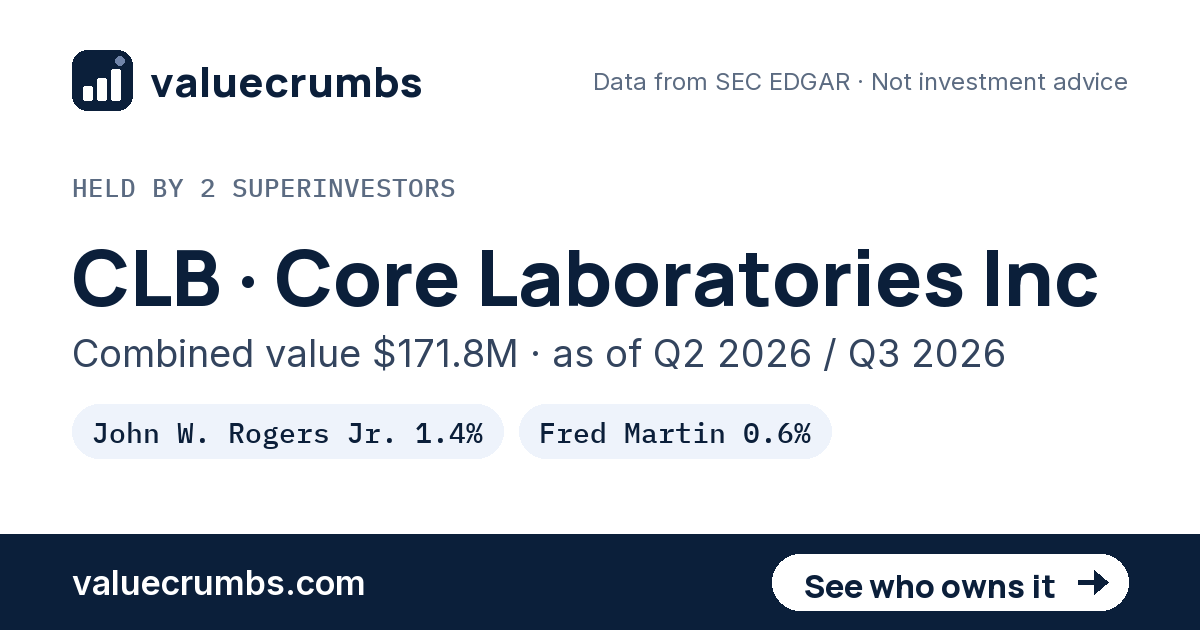 valuecrumbs
Data from SEC EDGAR · Not investment advice
HELD BY 2 SUPERINVESTORS
CLB · Core Laboratories Inc
Combined value $171.8M · as of Q2 2026 / Q3 2026
John W. Rogers Jr. 1.4%
Fred Martin 0.6%
valuecrumbs.com
See who owns it →